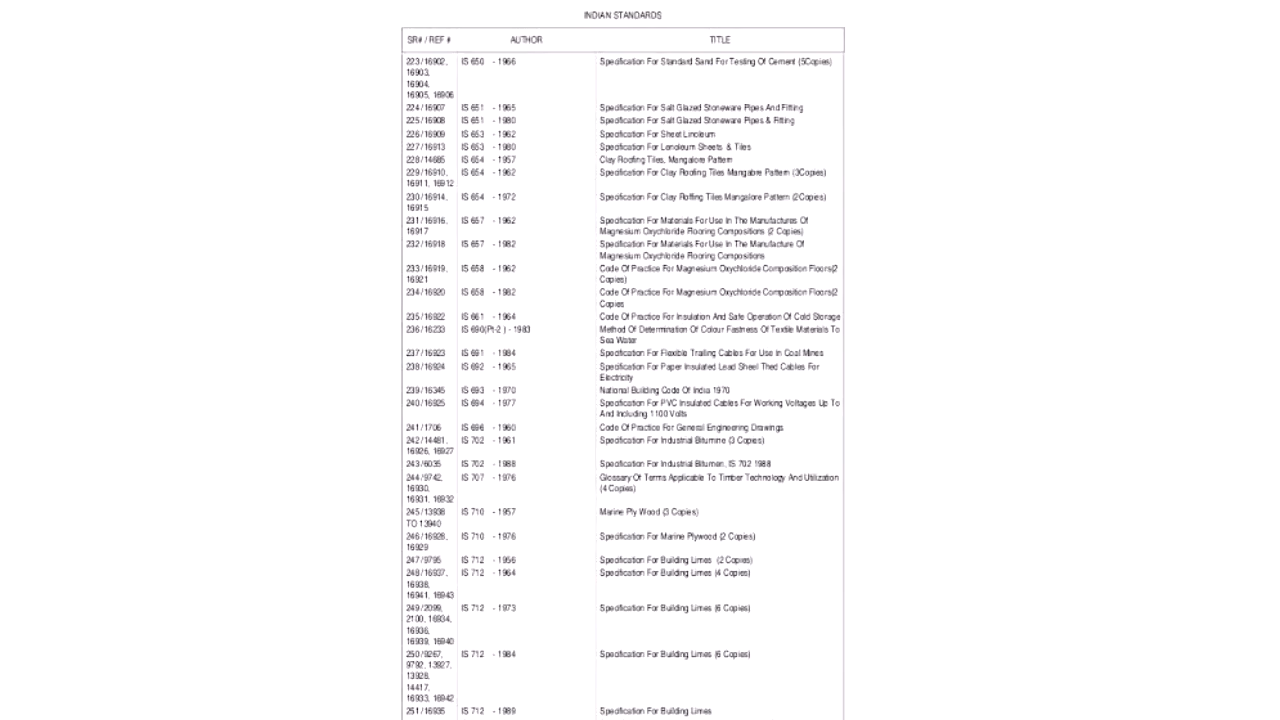 INDIAN STANDARDS
SR# / REF # AUTHOR TITLE
223/16902, IS 650 - 1966 Specification For Standard Sand For Testing Of Cement (5Copies)
16903,
16904,
16905, 16906
224/16907 IS 651 - 1965 Specification For Salt Glazed Stoneware Pipes And Fitting
225/16908 IS 651 - 1980 Specification For Salt Glazed Stoneware Pipes & Fitting
226/16909 IS 653 - 1962 Specification For Sheet Linoleum
227/16913 IS 653 - 1980 Specification For Lenoleum Sheets & Tiles
228/14685 IS 654 - 1957 Clay Roofing Tiles, Mangalore Pattern
229/16910, IS 654 - 1962 Specification For Clay Roofing Tiles Mangabre Pattern (3Copies)
16911, 16912
230/16914, IS 654 - 1972 Specification For Clay Roffing Tiles Mangalore Pattern (2Copies)
16915
231/16916, IS 657 - 1962 Specification For Materials For Use In The Manufactures Of
16917 Magnesium Oxychloride Flooring Compositions (2 Copies)
232/16918 IS 657 - 1982 Specification For Materials For Use In The Manufacture Of
Magnesium Oxychloride Flooring Compositions
233/16919, IS 658 - 1962 Code Of Practice For Magnesium Oxychloride Composition Floors(2
16921 Copies)
234/16920 IS 658 - 1982 Code Of Practice For Magnesium Oxychloride Composition Floors(2
Copies
235/16922 IS 661 - 1964 Code Of Practice For Insulation And Safe Operation Of Cold Storage
236/16233 IS 690(Pt-2 ) - 1983 Method Of Determination Of Colour Fastness Of Textile Materials To
Sea Water
237/16923 IS 691 - 1984 Specification For Flexible Trailing Cables For Use In Coal Mines
238/16924 IS 692 - 1965 Specification For Paper Insulated Lead Sheel Thed Cables For
Electricity
239/16345 IS 693 - 1970 National Building Code Of India 1970
240/16925 IS 694 - 1977 Specification For PVC Insulated Cables For Working Voltages Up To
And Including 1100 Volts
241/1706 IS 696 - 1960 Code Of Practice For General Engineering Drawings
242/14481, IS 702 - 1961 Specification For Industrial Bitumine (3 Copies)
16926, 16927
243/6035 IS 702 - 1988 Specification For Industrial Bitumen, IS 702 1988
244/9742, IS 707 - 1976 Glossary Of Terms Applicable To Timber Technology And Utilization
16930, (4 Copies)
16931, 16932
245/13938 IS 710 - 1957 Marine Ply Wood (3 Copies)
TO 13940
246/16928, IS 710 - 1976 Specification For Marine Plywood (2 Copies)
16929
247/9795 IS 712 - 1956 Specification For Building Limes (2 Copies)
248/16937, IS 712 - 1964 Specification For Building Limes (4 Copies)
16938,
16941, 16943
249/2099, IS 712 - 1973 Specification For Building Limes (6 Copies)
2100, 16934,
16936,
16939, 16940
250/9267, IS 712 - 1984 Specification For Building Limes (6 Copies)
9792, 13927,
13928,
14417,
16933, 16942
251/16935 IS 712 - 1989 Specification For Building Limes